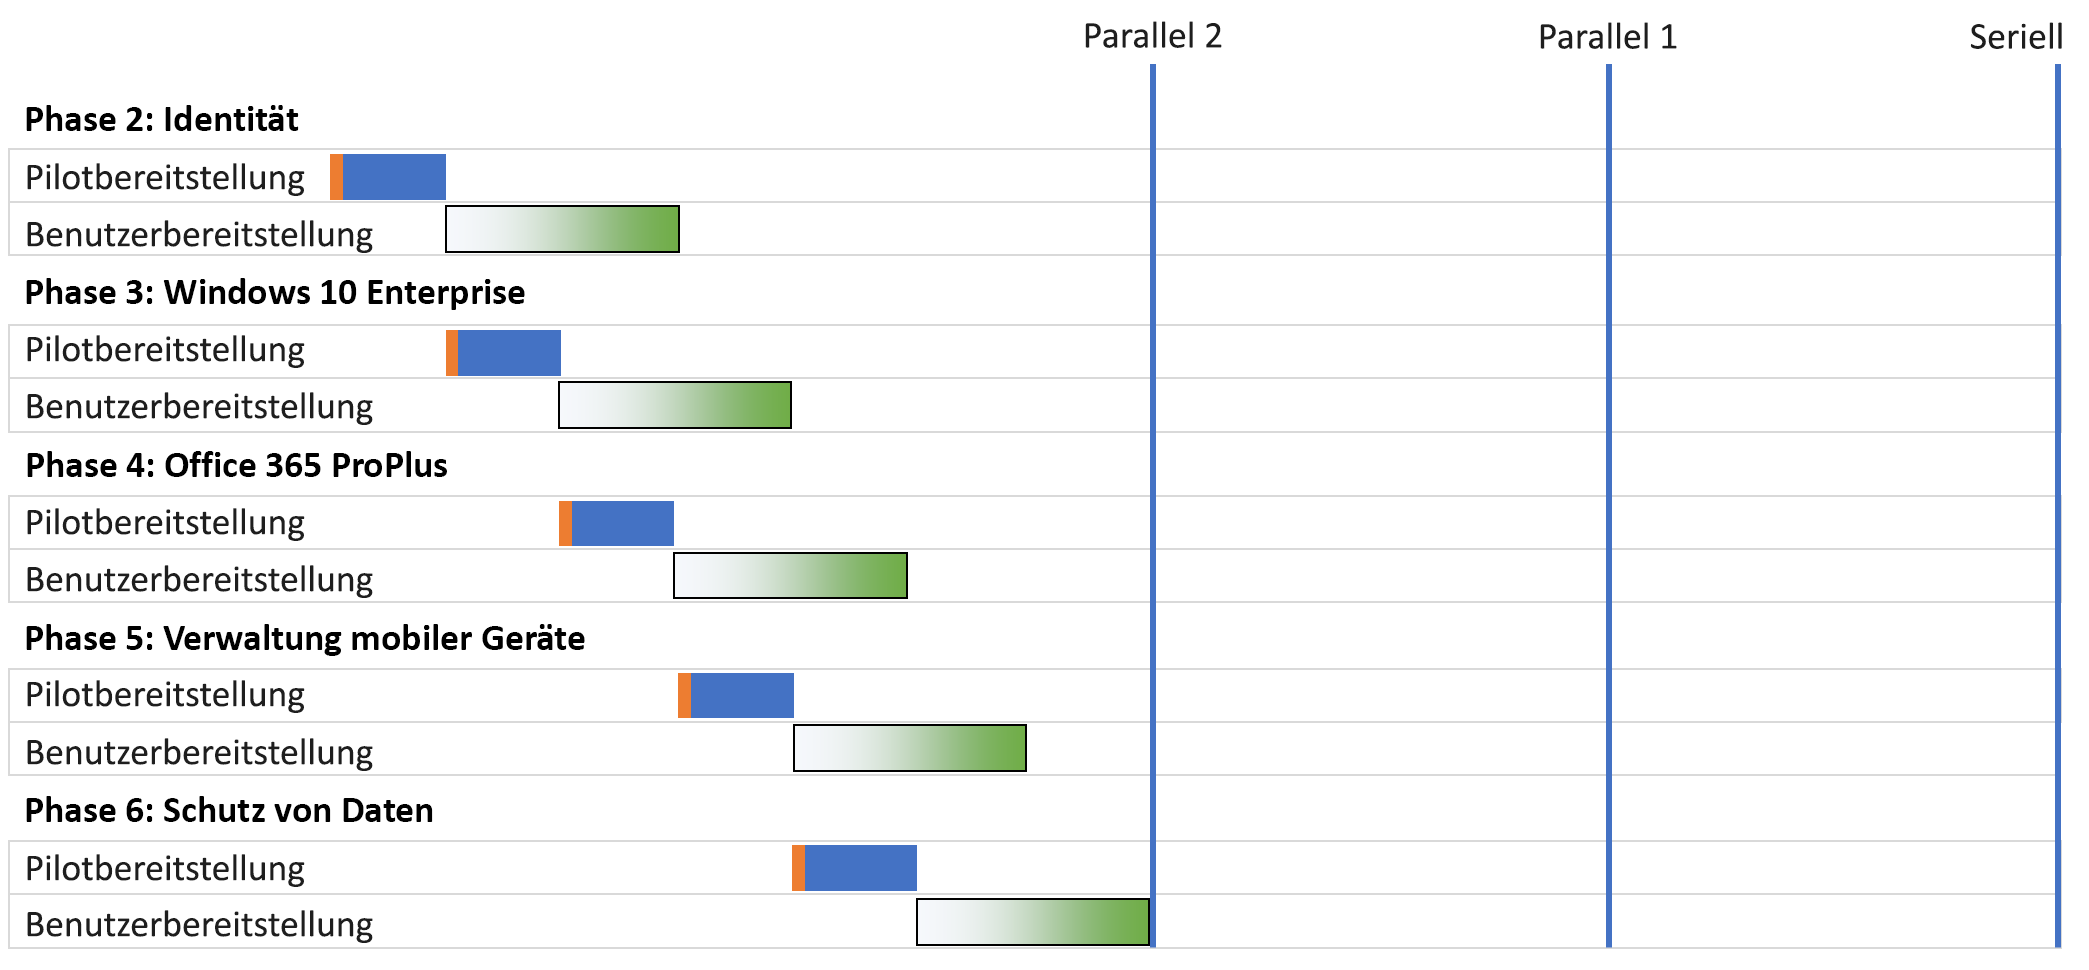 Parallel 2 Parallel 1 Seriell
Phase 2: Identität
Pilotbereitstellung
Benutzerbereitstellung
Phase 3: Windows 10 Enterprise
Pilotbereitstellung
Benutzerbereitstellung
Phase 4: Office 365 ProPlus
Pilotbereitstellung
Benutzerbereitstellung
Phase 5: Verwaltung mobiler Geräte
Pilotbereitstellung
Benutzerbereitstellung
Phase 6: Schutz von Daten
Pilotbereitstellung
Benutzerbereitstellung